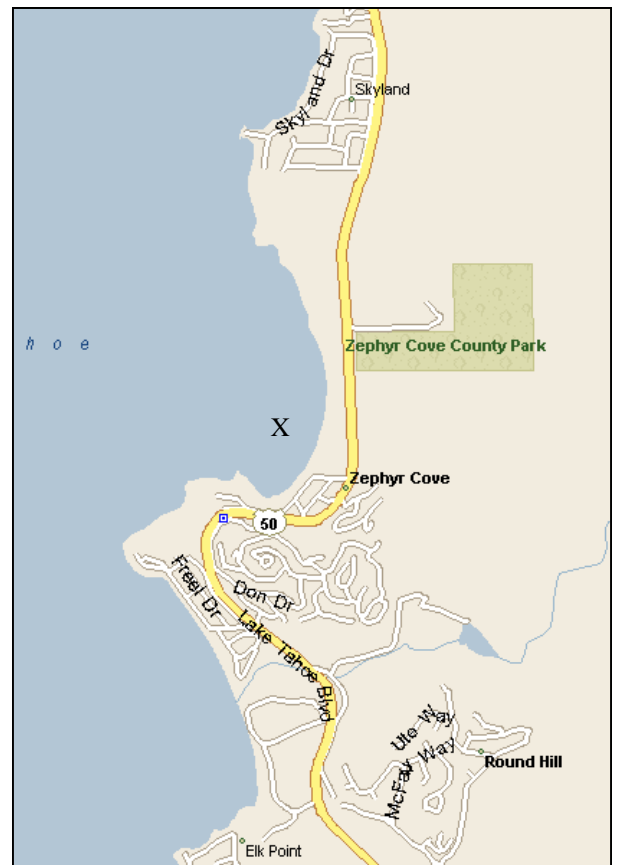 Skyland Dr
Skyland
h o e
Zephyr Cove County Park
X
Zephyr Cove
50
Freel Dr
Don Dr
Lake Tahoe Blvd
Ute Way
McFay Way
Round Hill
Elk Point